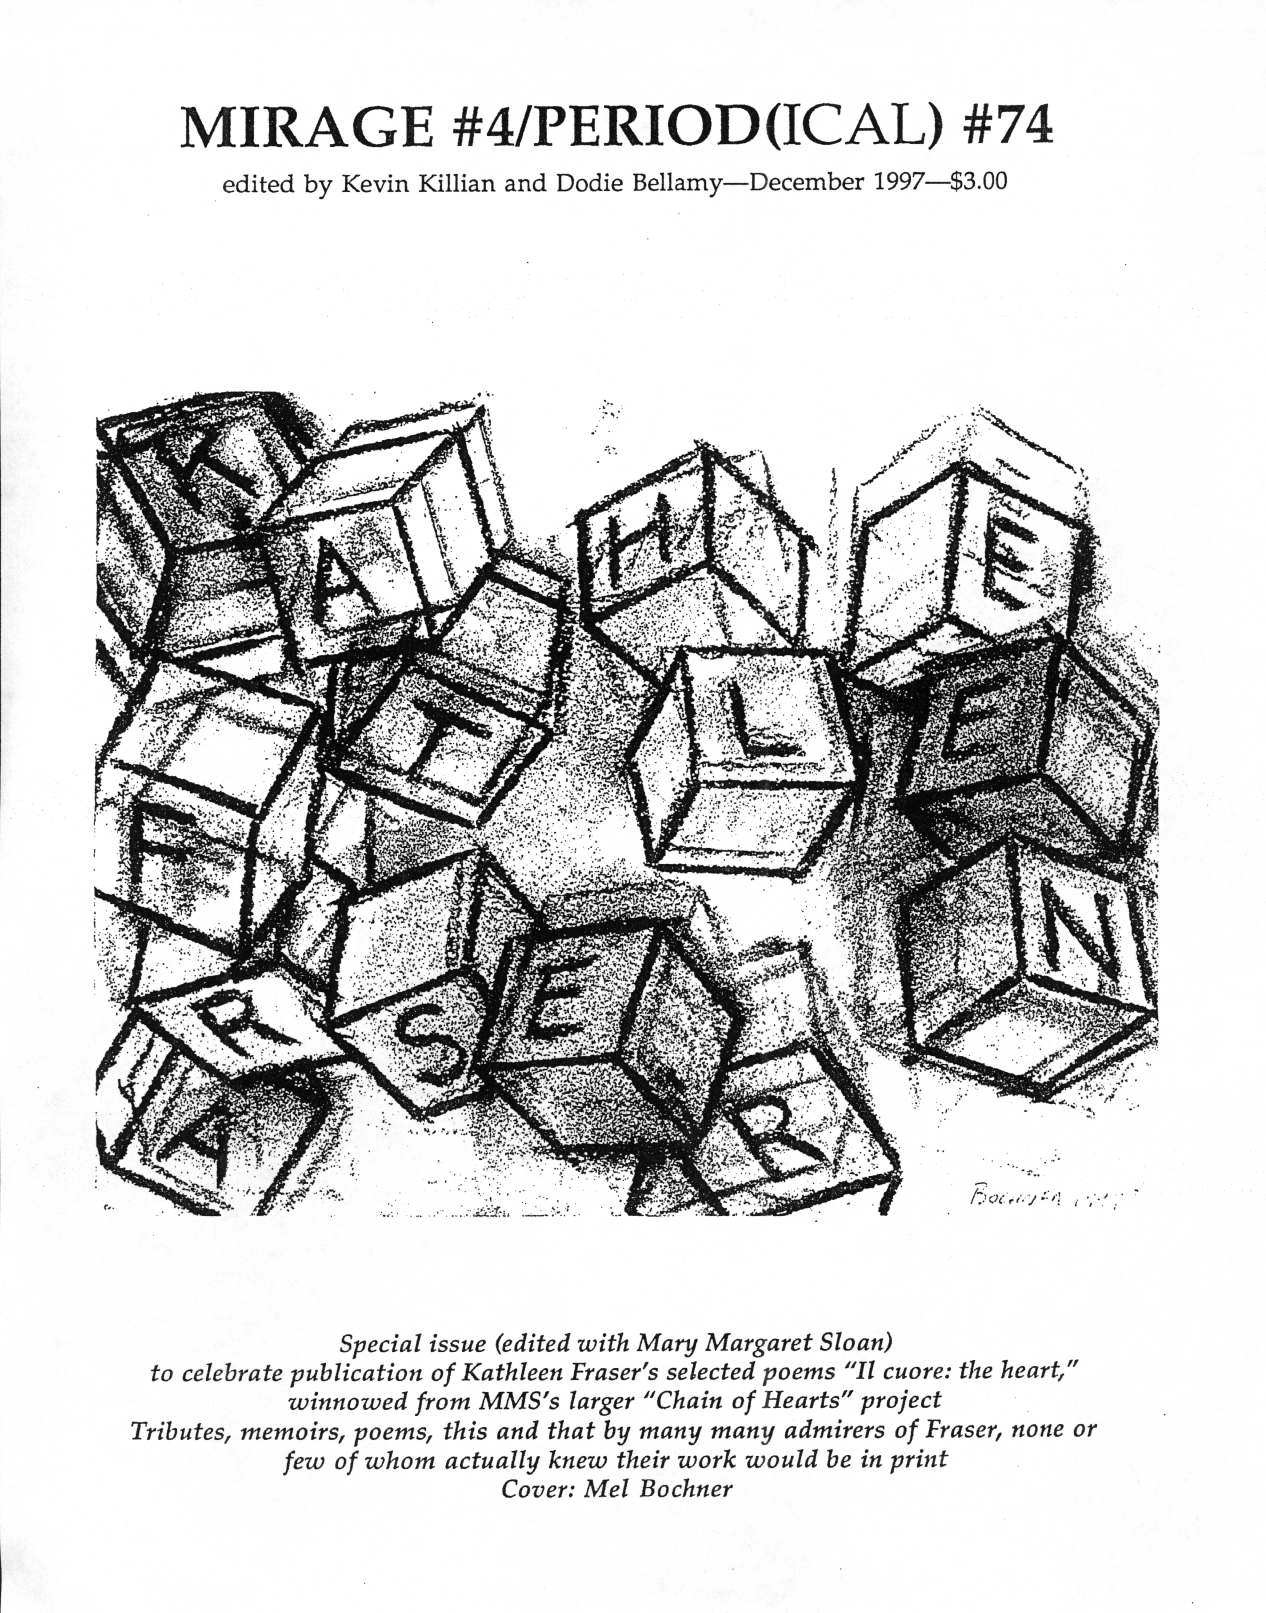 MIRAGE #4/PERIOD(ICAL) #74
edited by Kevin Killian and Dodie Bellamy—December 1997—$3.00
K A T H L E E N
F R A S E R
Bochner
Special issue (edited with Mary Margaret Sloan)
to celebrate publication of Kathleen Fraser's selected poems "Il cuore: the heart,"
winnowed from MMS's larger "Chain of Hearts" project
Tributes, memoirs, poems, this and that by many many admirers of Fraser, none or
few of whom actually knew their work would be in print
Cover: Mel Bochner